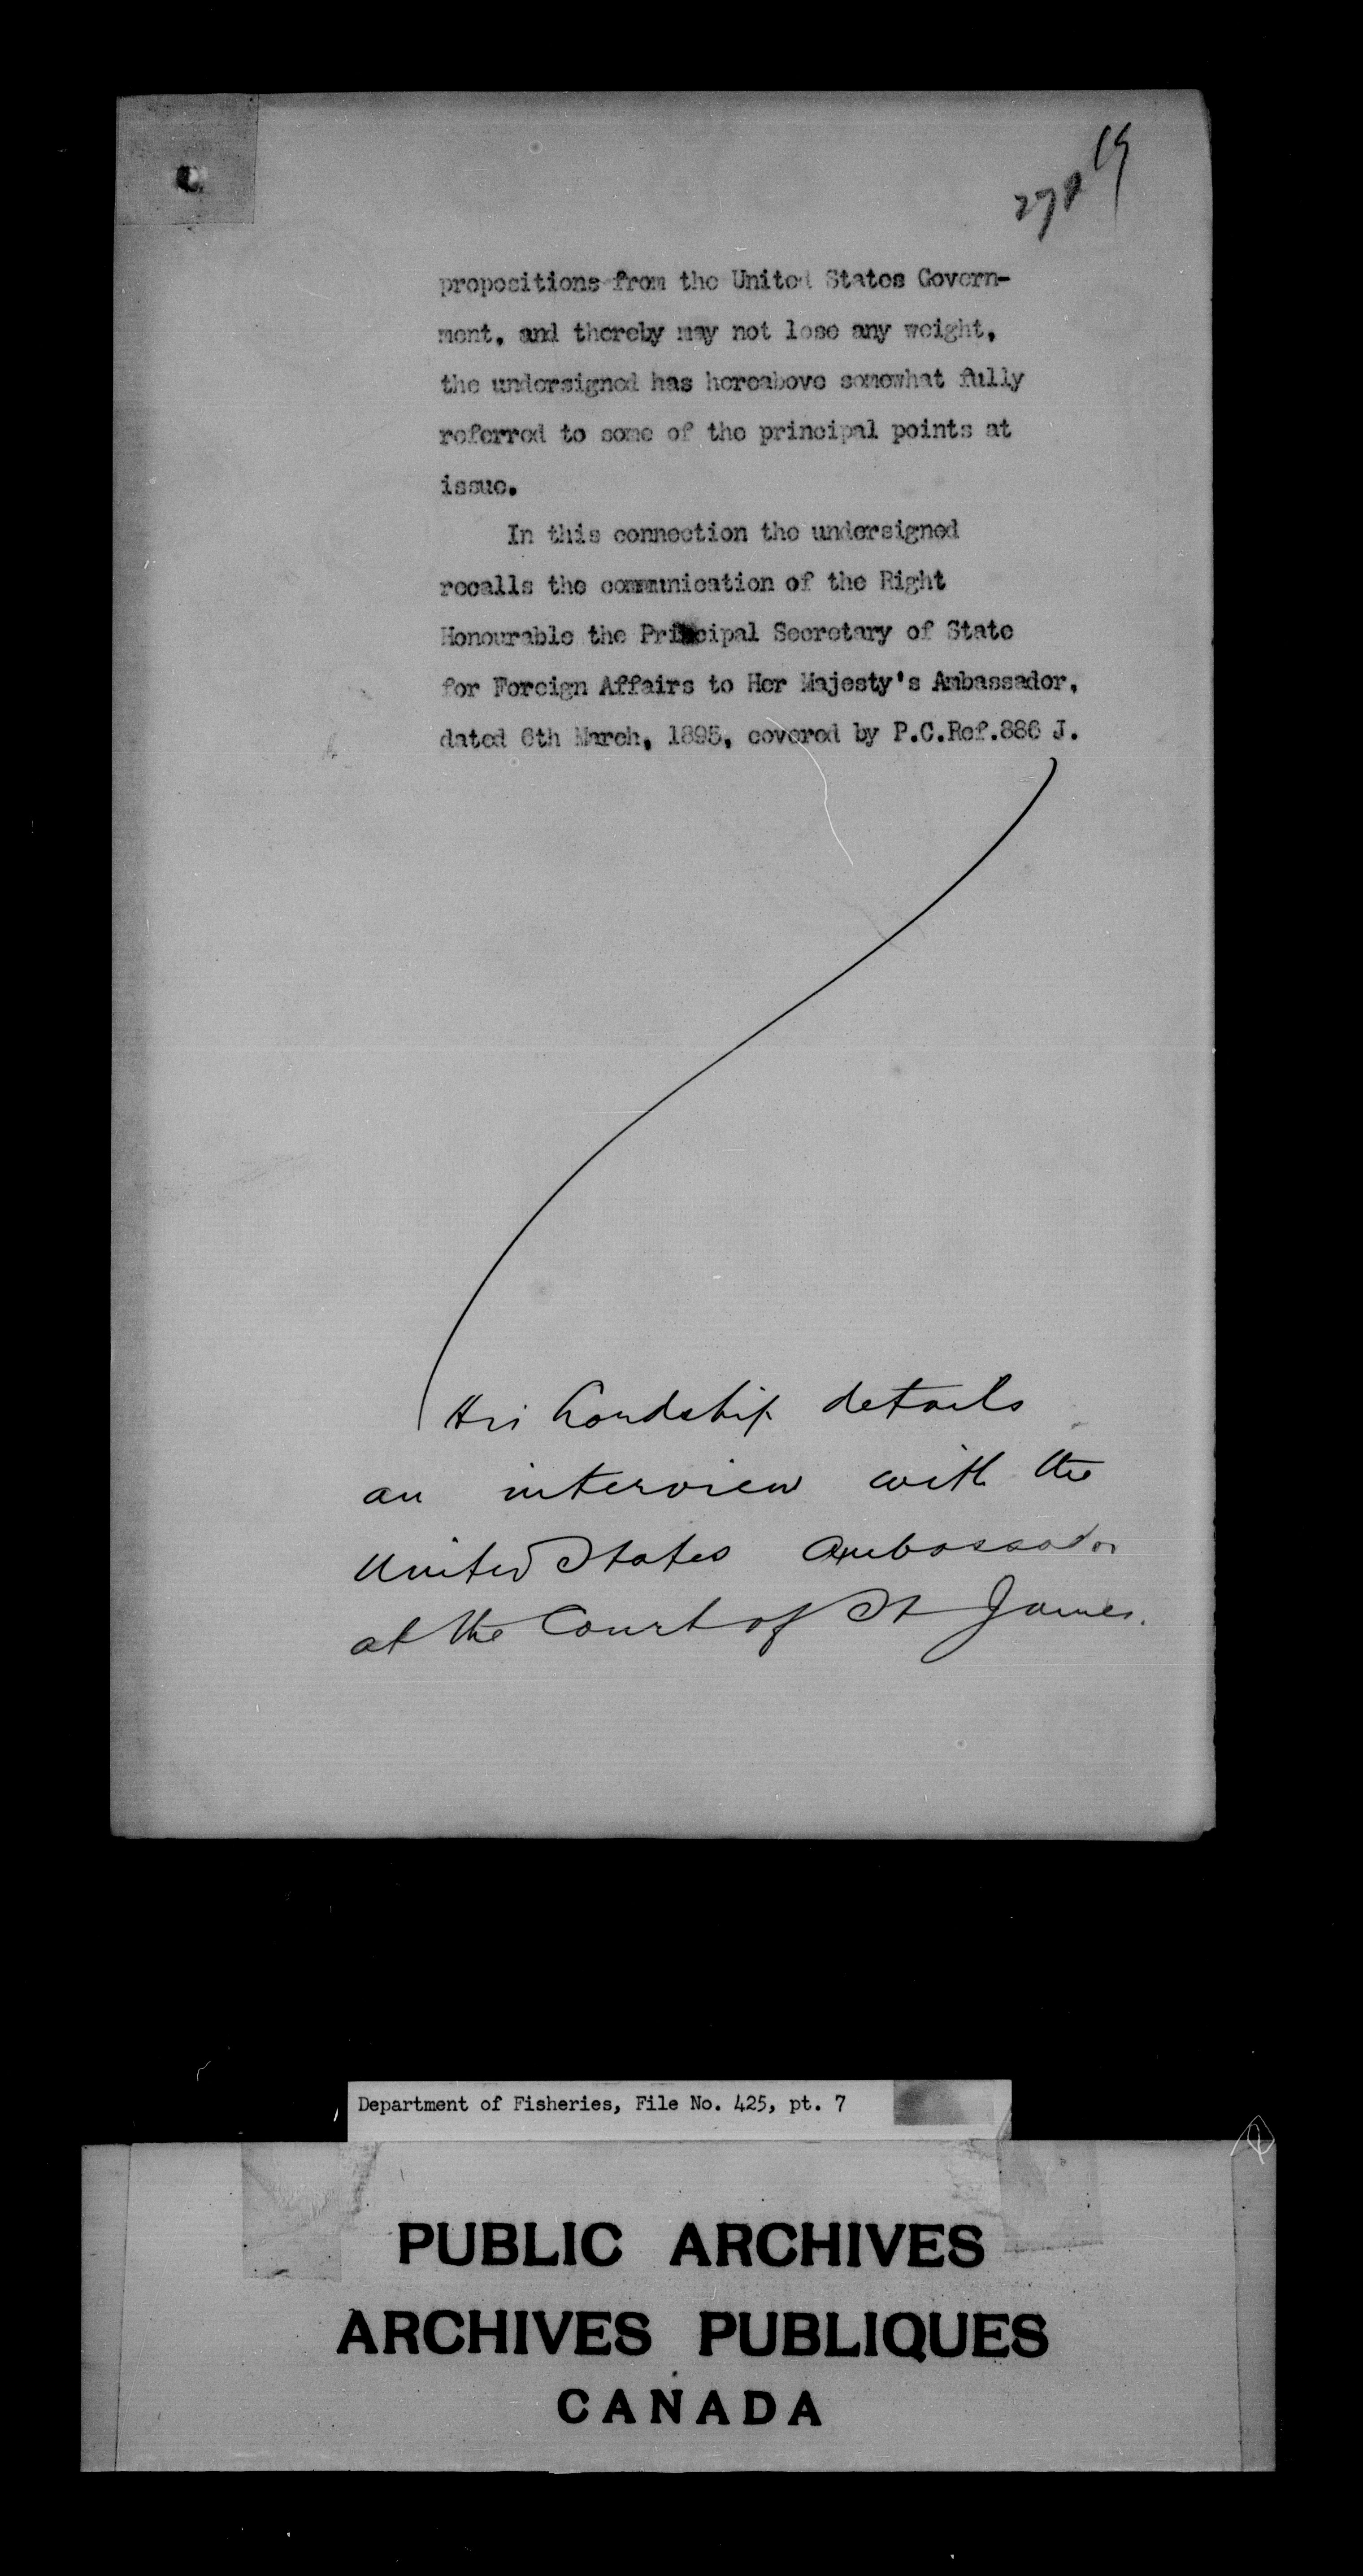 19
278
propositions from the United States Govern-
ment, and thereby may not lose any weight,
the undersigned has hereabove somewhat fully
referred to some of the principal points at
issue.
In this connection the undersigned
recalls the communication of the Right
Honourable the Principal Secretary of State
for Foreign Affairs to Her Majesty's Ambassador,
dated 6th March, 1895, covered by P.C.Ref.886 J.
His Lordship details
an interview with the
United States Ambassador
at the Court of St James.
Department of Fisheries, File No. 425, pt. 7
PUBLIC ARCHIVES
ARCHIVES PUBLIQUES
CANADA